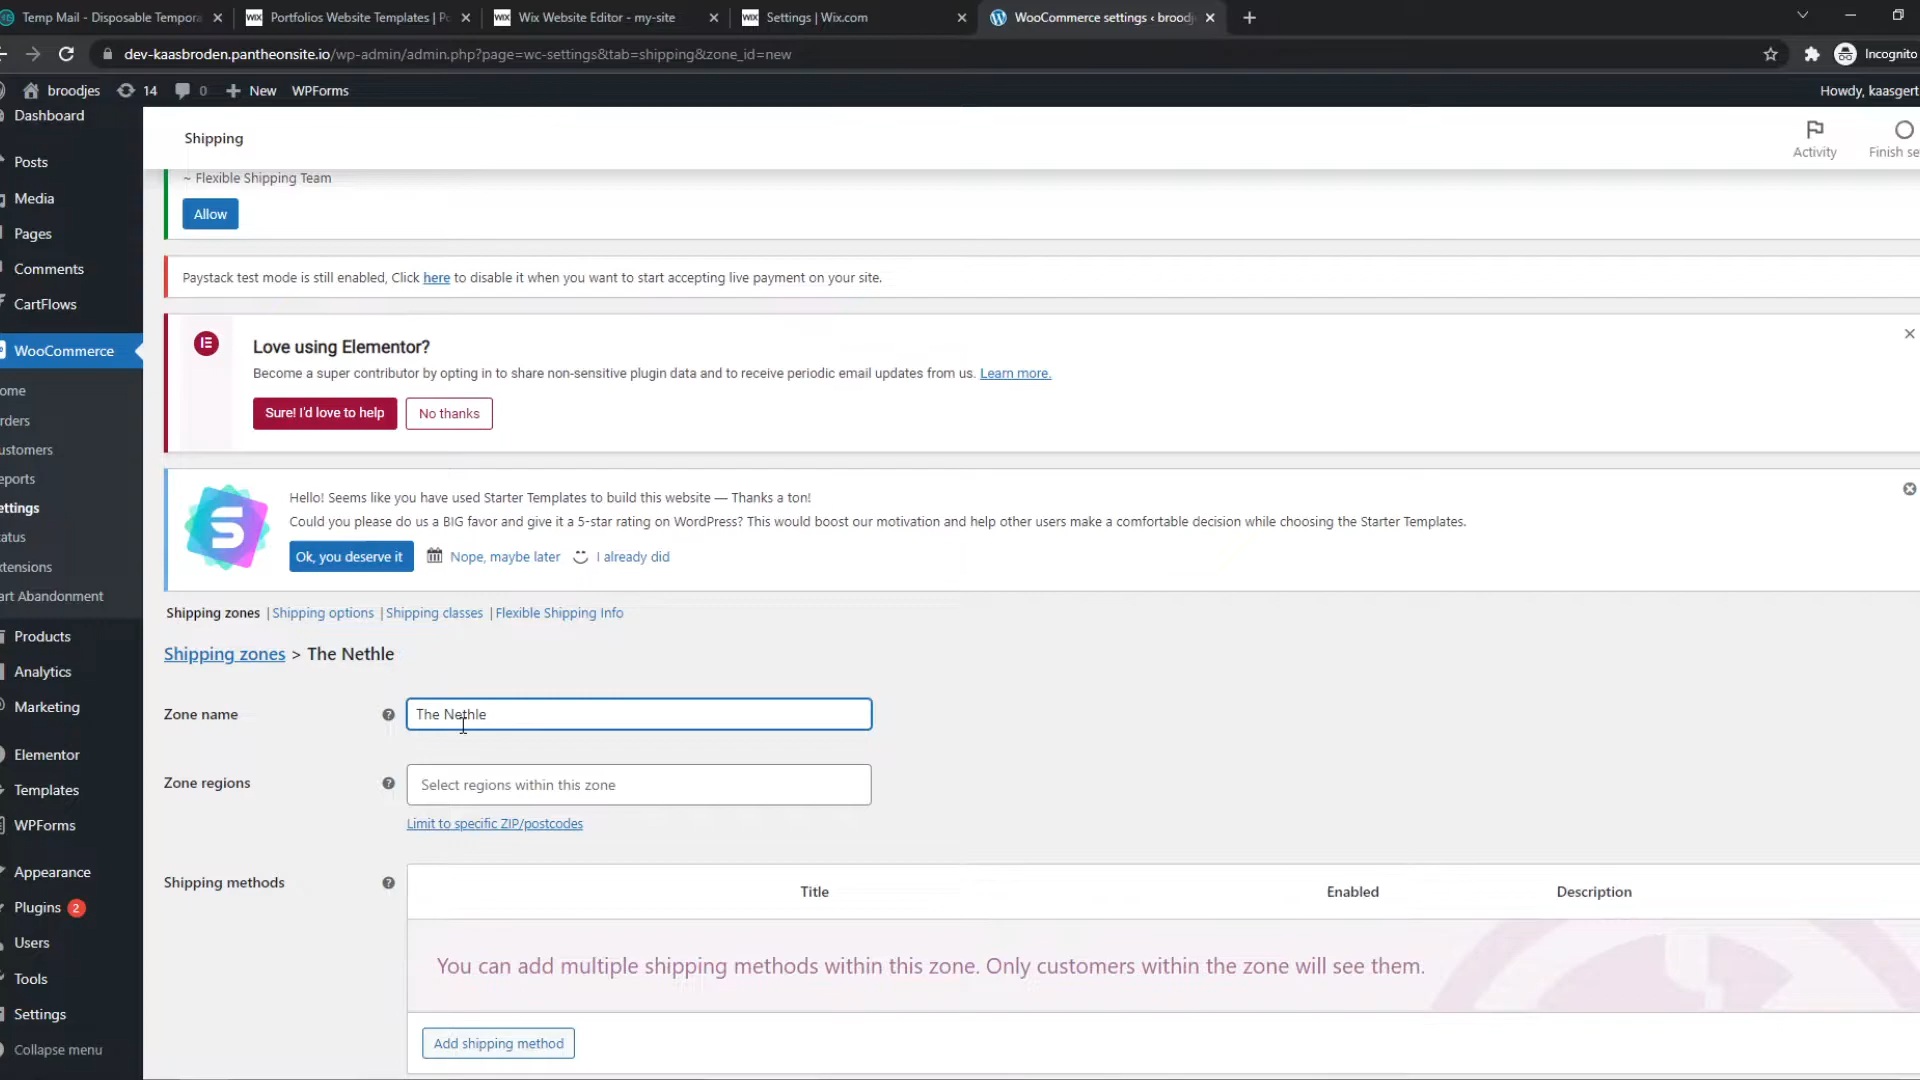 Temp Mail - Disposable Tempora
Portfolios Website Templates | Po
Wix Website Editor - my-site
Settings | Wix.com
WooCommerce settings ‹ broodj
dev-kaasbroden.pantheonsite.io/wp-admin/admin.php?page=wc-settings&tab=shipping&zone_id=new
Incognito
broodjes
14
0
New
WPForms
Howdy, kaasgert
Dashboard
Posts
Media
Pages
Comments
CartFlows
WooCommerce
ome
rders
ustomers
eports
ettings
tatus
xtensions
art Abandonment
Products
Analytics
Marketing
Elementor
Templates
WPForms
Appearance
Plugins 2
Users
Tools
Settings
Collapse menu
Shipping
Activity
Finish se
~ Flexible Shipping Team
Allow
Paystack test mode is still enabled, Click here to disable it when you want to start accepting live payment on your site.
Love using Elementor?
Become a super contributor by opting in to share non-sensitive plugin data and to receive periodic email updates from us. Learn more.
Sure! I'd love to help
No thanks
Hello! Seems like you have used Starter Templates to build this website — Thanks a ton!
Could you please do us a BIG favor and give it a 5-star rating on WordPress? This would boost our motivation and help other users make a comfortable decision while choosing the Starter Templates.
Ok, you deserve it
Nope, maybe later
I already did
Shipping zones | Shipping options | Shipping classes | Flexible Shipping Info
Shipping zones > The Nethle
Zone name
The Nethle
Zone regions
Select regions within this zone
Limit to specific ZIP/postcodes
Shipping methods
Title
Enabled
Description
You can add multiple shipping methods within this zone. Only customers within the zone will see them.
Add shipping method